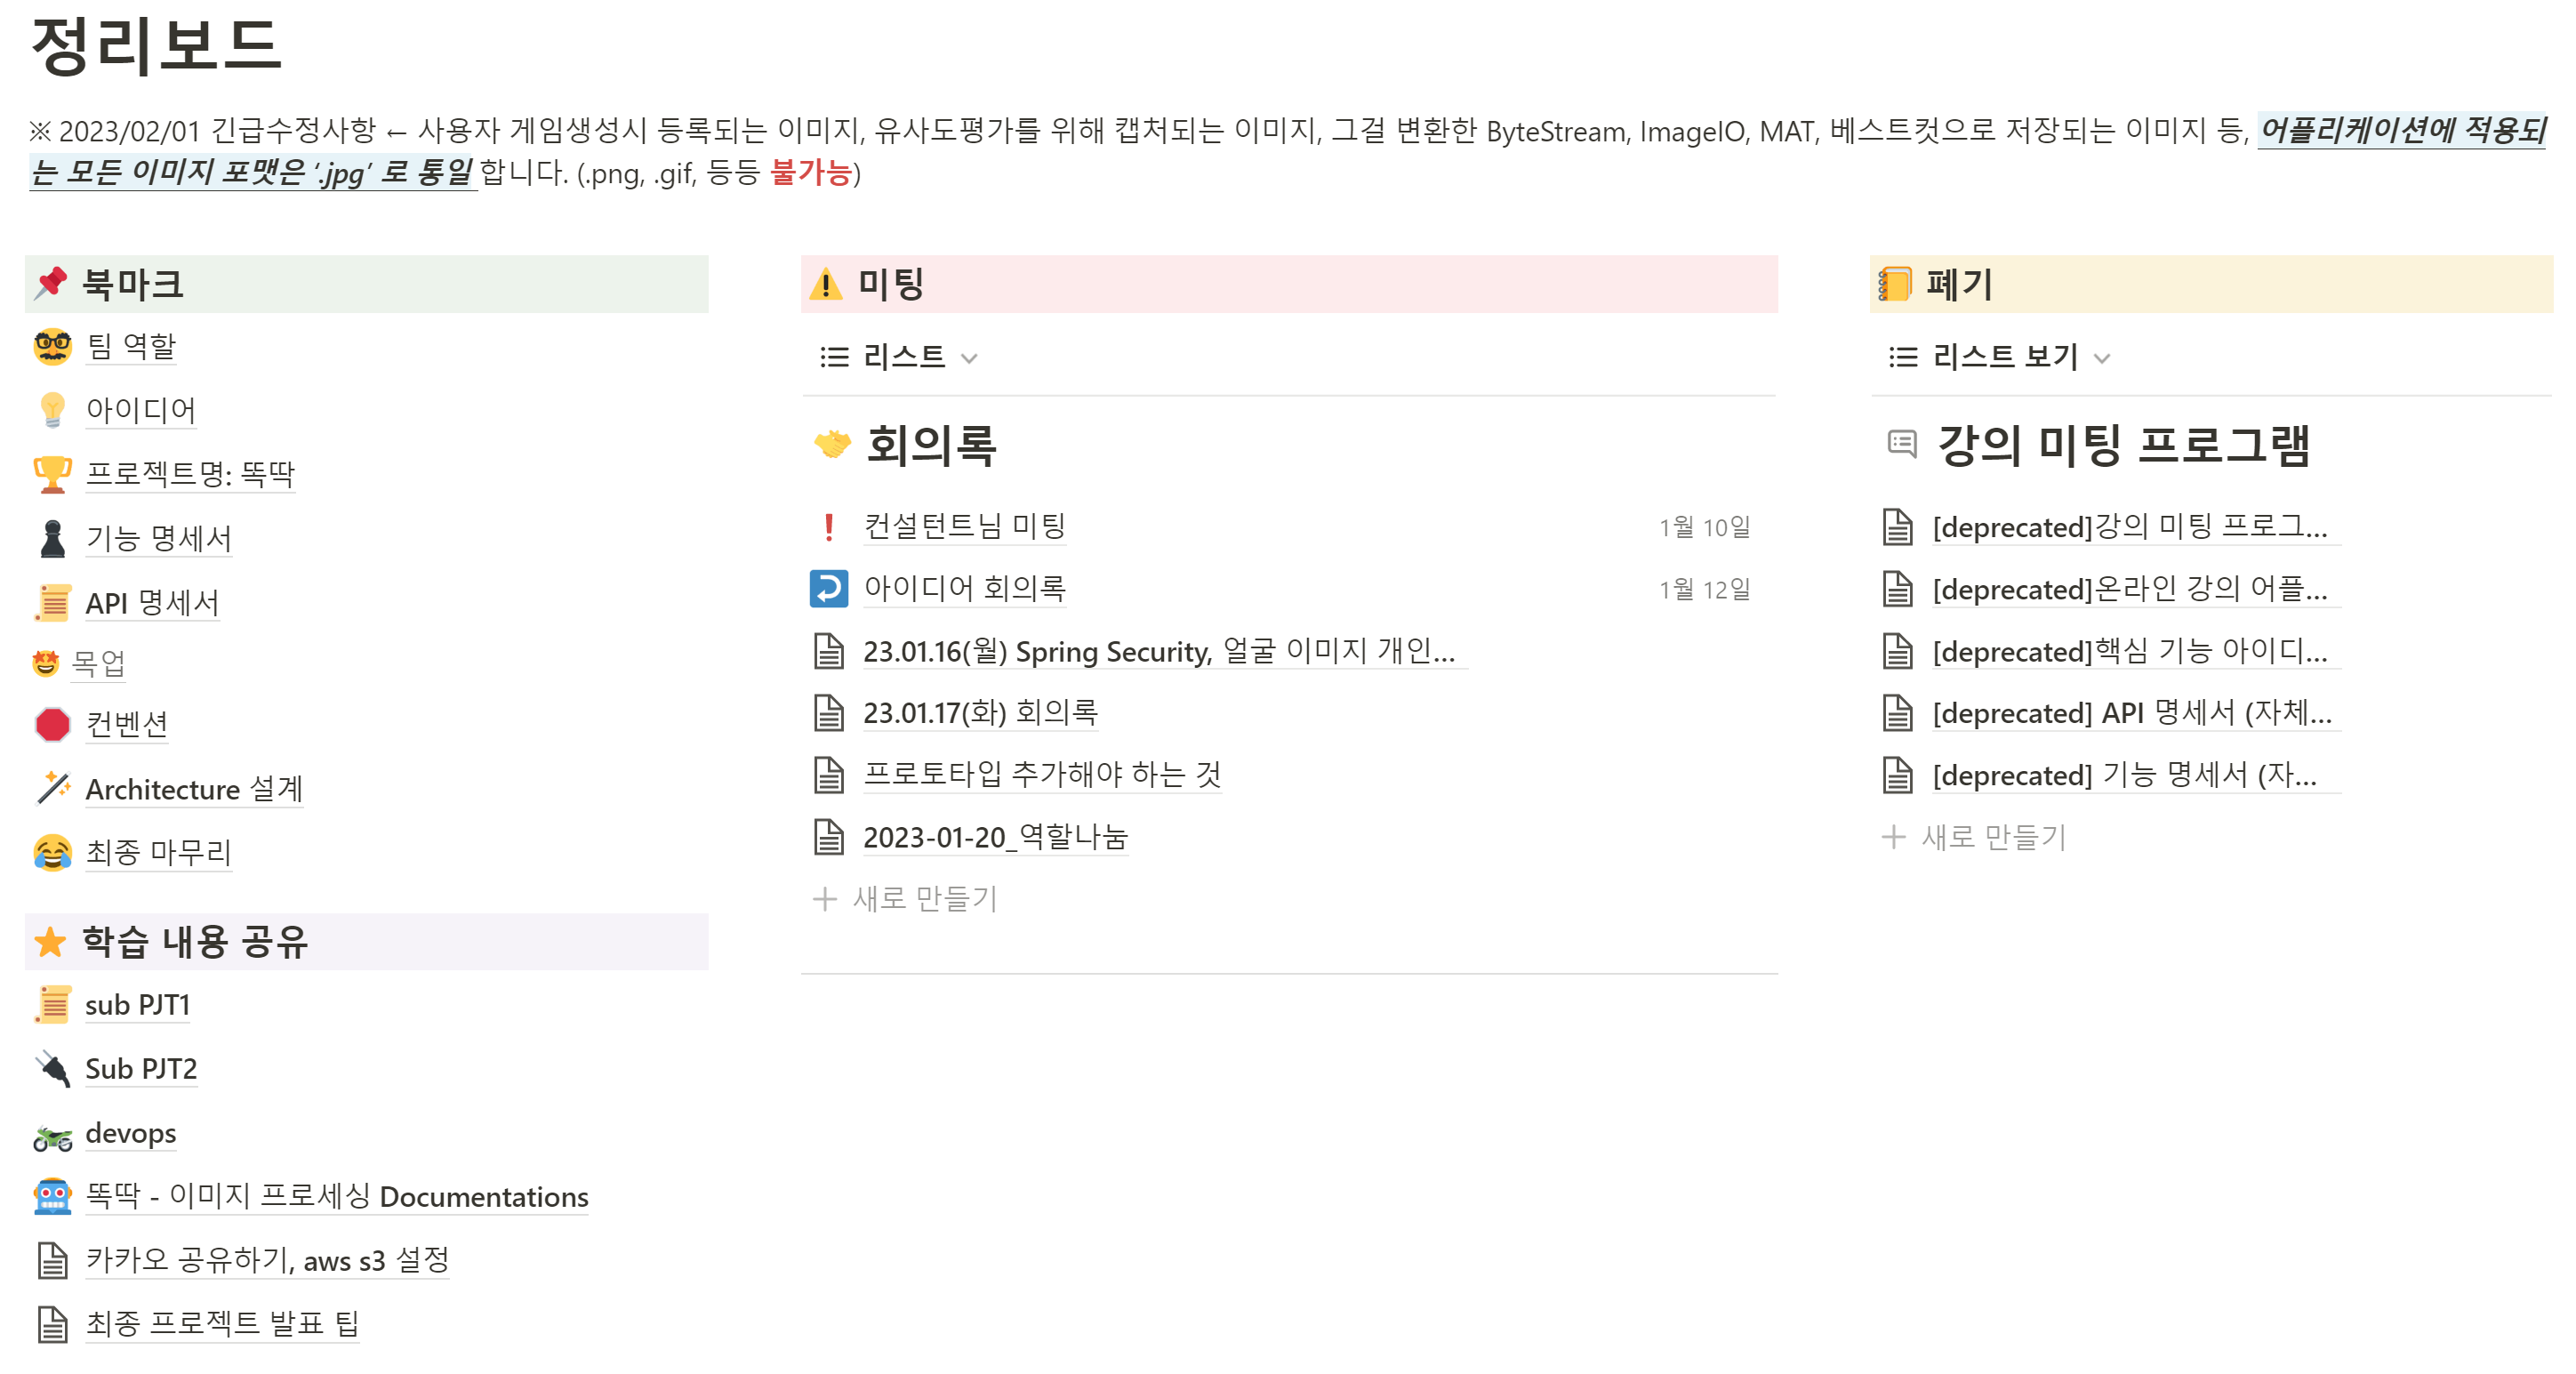 정리보드
※ 2023/02/01 긴급수정사항 ← 사용자 게임생성시 등록되는 이미지, 유사도평가를 위해 캡처되는 이미지, 그걸 변환한 ByteStream, ImageIO, MAT, 베스트컷으로 저장되는 이미지 등, 어플리케이션에 적용되
는 모든 이미지 포맷은 ‘.jpg’ 로 통일 합니다. (.png, .gif, 등등 불가능)
북마크
팀 역할
아이디어
프로젝트명: 똑딱
기능 명세서
API 명세서
목업
컨벤션
Architecture 설계
최종 마무리
학습 내용 공유
sub PJT1
Sub PJT2
devops
똑딱 - 이미지 프로세싱 Documentations
카카오 공유하기, aws s3 설정
최종 프로젝트 발표 팁
미팅
리스트
회의록
컨설턴트님 미팅 1월 10일
아이디어 회의록 1월 12일
23.01.16(월) Spring Security, 얼굴 이미지 개인...
23.01.17(화) 회의록
프로토타입 추가해야 하는 것
2023-01-20_역할나눔
새로 만들기
폐기
리스트 보기
강의 미팅 프로그램
[deprecated]강의 미팅 프로그...
[deprecated]온라인 강의 어플...
[deprecated]핵심 기능 아이디...
[deprecated] API 명세서 (자체...
[deprecated] 기능 명세서 (자...
새로 만들기